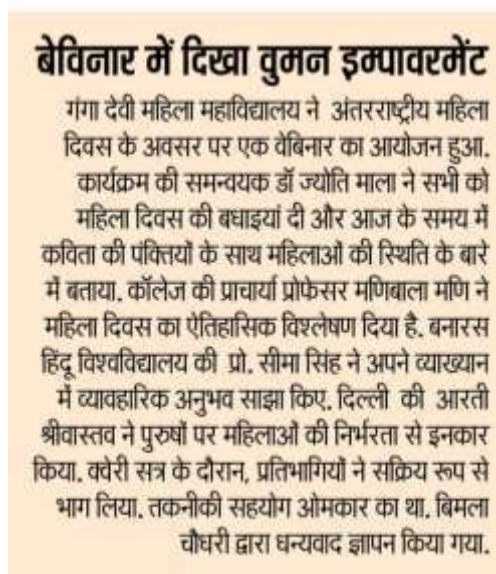 बेविनार में दिखा वुमन इम्पावरमेंट
गंगा देवी महिला महाविद्यालय ने अंतरराष्ट्रीय महिला
दिवस के अवसर पर एक वेबिनार का आयोजन हुआ.
कार्यक्रम की समन्वयक डॉ ज्योति माला ने सभी को
महिला दिवस की बधाइयां दी और आज के समय में
कविता की पंक्तियों के साथ महिलाओं की स्थिति के बारे
में बताया. कॉलेज की प्राचार्या प्रोफेसर मणिबाला मणि ने
महिला दिवस का ऐतिहासिक विश्लेषण दिया है. बनारस
हिंदू विश्वविद्यालय की प्रो. सीमा सिंह ने अपने व्याख्यान
में व्यावहारिक अनुभव साझा किए. दिल्ली की आरती
श्रीवास्तव ने पुरुषों पर महिलाओं की निर्भरता से इनकार
किया. क्वेरी सत्र के दौरान, प्रतिभागियों ने सक्रिय रूप से
भाग लिया. तकनीकी सहयोग ओमकार का था. बिमला
चौधरी द्वारा धन्यवाद ज्ञापन किया गया.